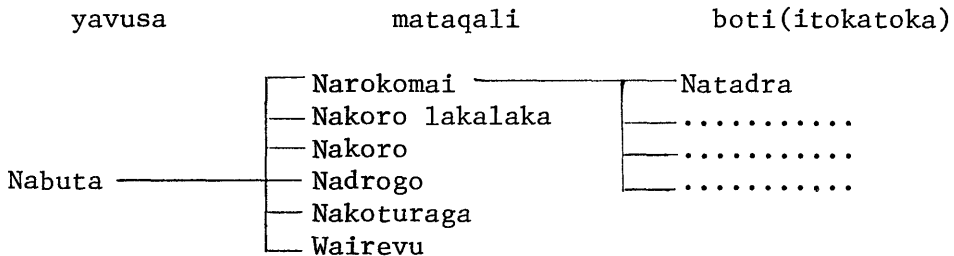 yavusa mataqali boti(itokatoka)
Narokomai Natadra
Nakoro lakalaka ...........
Nakoro ...........
Nabuta Nadrogo ...........
Nakoturaga
Wairevu